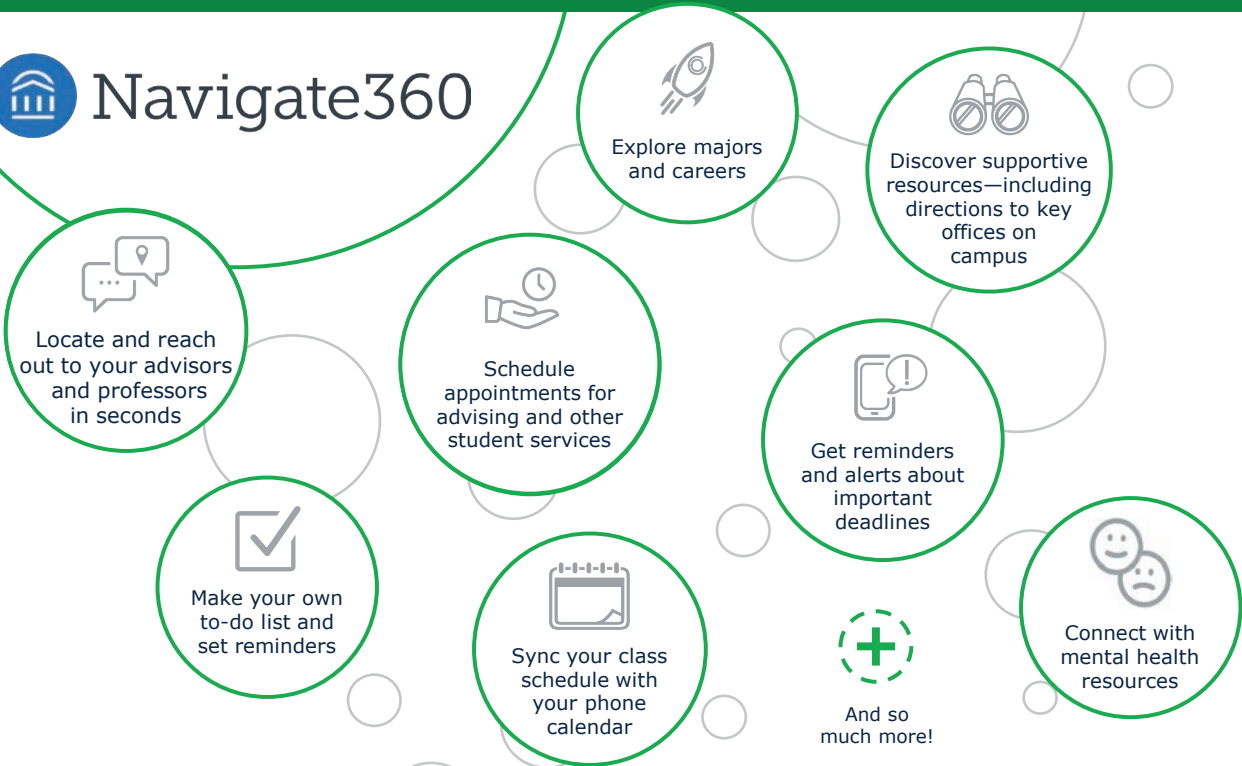 Navigate360
Explore majors
and careers
Discover supportive
resources—including
directions to key
offices on
campus
Locate and reach
out to your advisors
and professors
in seconds
Schedule
appointments for
advising and other
student services
Get reminders
and alerts about
important
deadlines
Make your own
to-do list and
set reminders
Sync your class
schedule with
your phone
calendar
And so
much more!
Connect with
mental health
resources